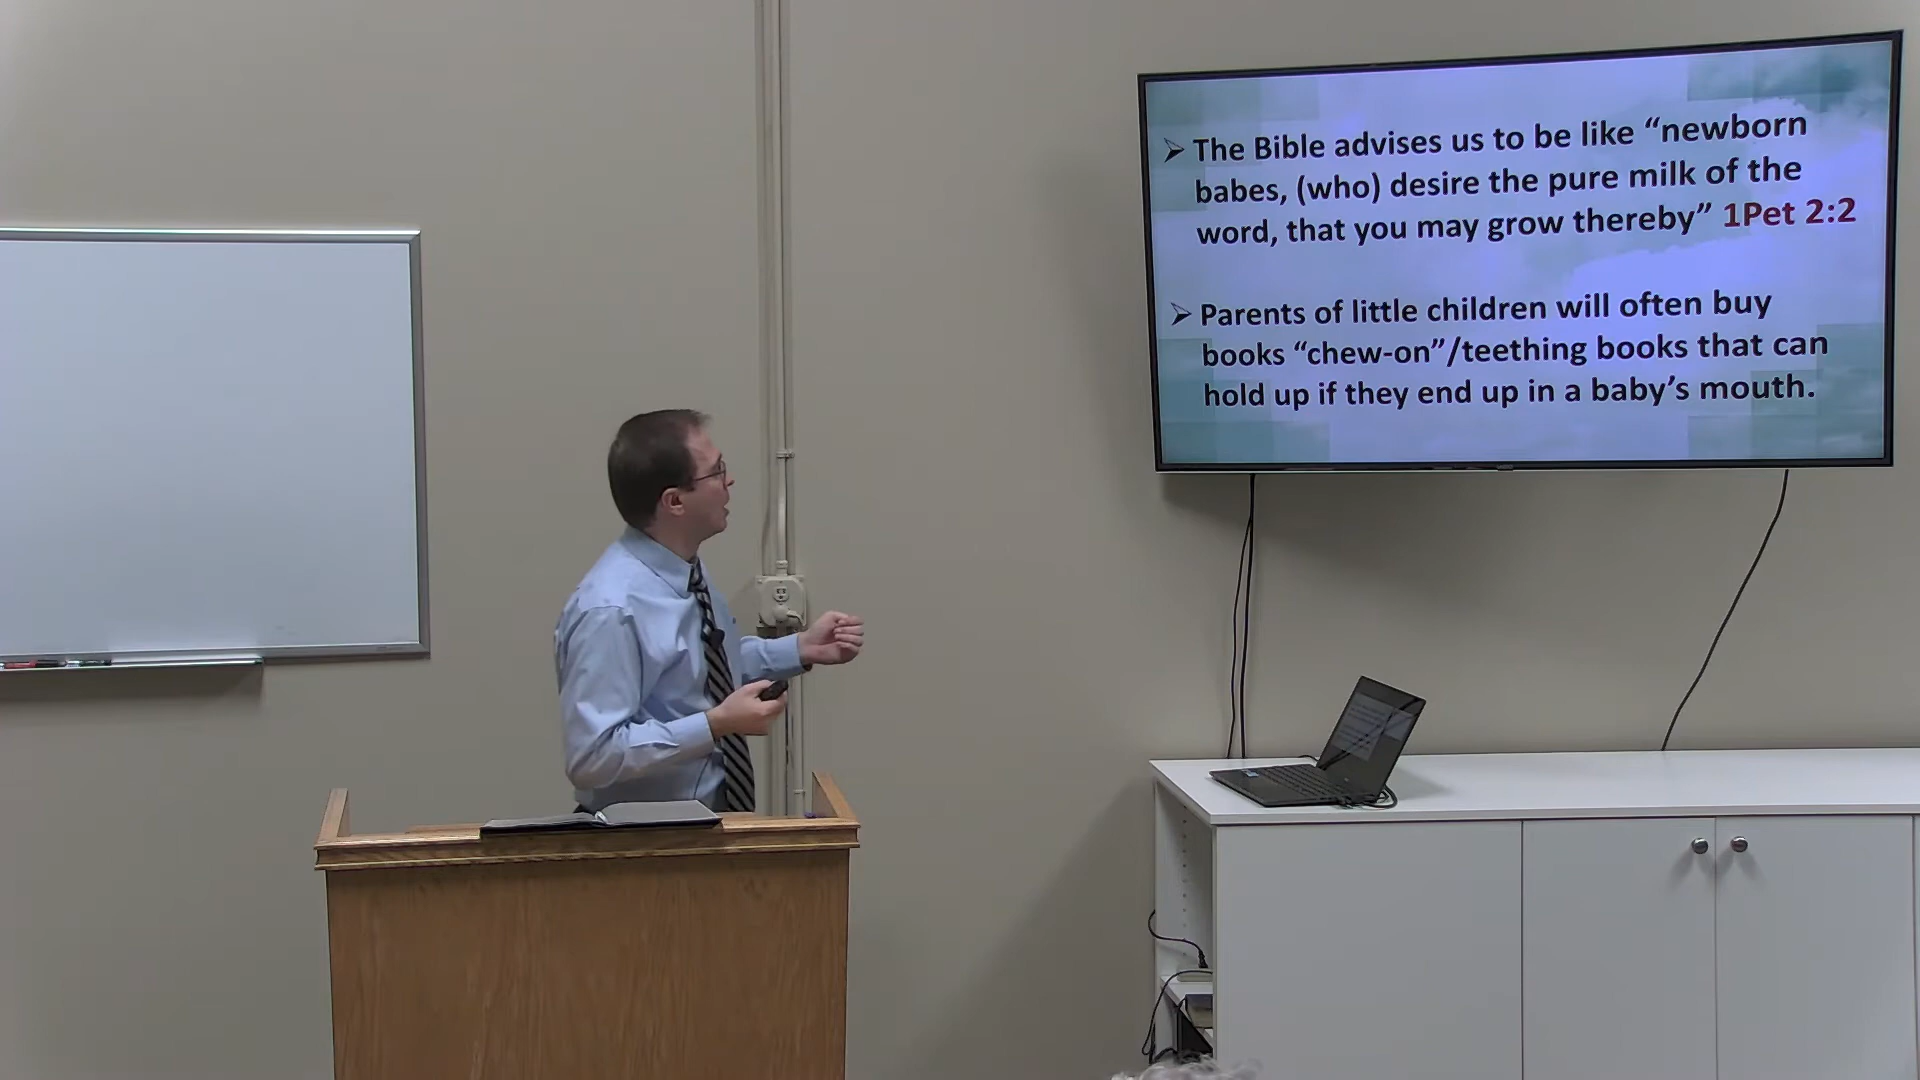 The Bible advises us to be like “newborn
babes, (who) desire the pure milk of the
word, that you may grow thereby” 1Pet 2:2
Parents of little children will often buy
books “chew-on”/teething books that can
hold up if they end up in a baby’s mouth.